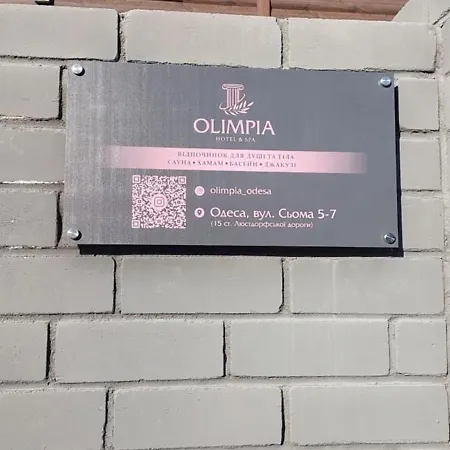 OLIMPIA
HOTEL & SPA
ВІДПОЧИНОК ДЛЯ ДУШІ ТА ТІЛА
САУНА • ХАМАМ • БАСЕЙН • ДЖАКУЗІ
olimpia_odesa
Одеса, вул. Сьома 5-7
(15 ст. Люстдорфської дороги)